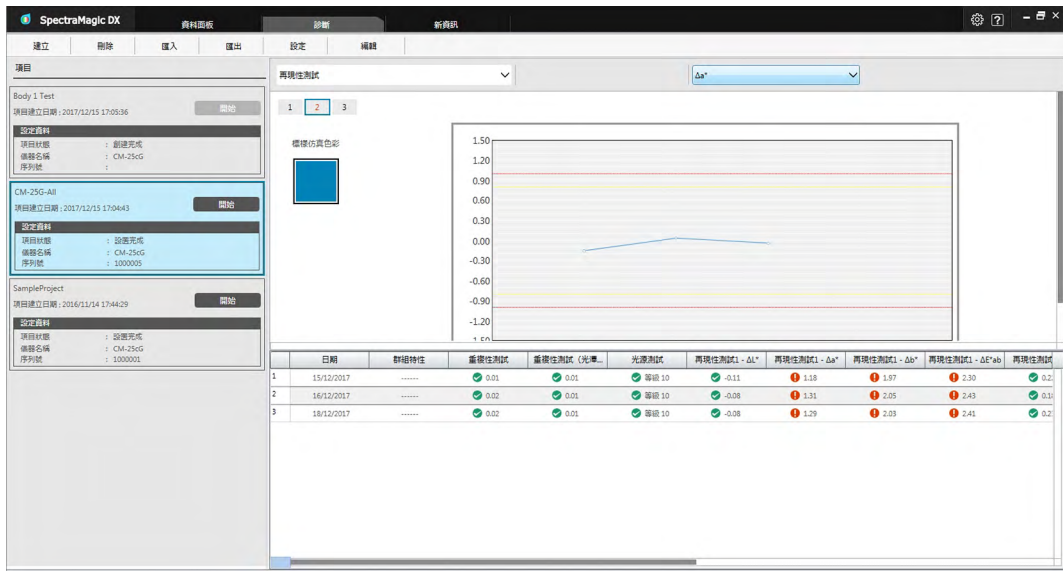 SpectraMagic DX
資料面板
診斷
新資訊
建立
刪除
匯入
匯出
設定
編輯
項目
Body 1 Test
項目建立日期 : 2017/12/15 17:05:36
開始
設定資料
項目狀態 : 創建完成
儀器名稱 : CM-25cG
序列號 :
CM-25G-All
項目建立日期 : 2017/12/15 17:04:43
開始
設定資料
項目狀態 : 設置完成
儀器名稱 : CM-25cG
序列號 : 1000005
SampleProject
項目建立日期 : 2016/11/14 17:44:29
開始
設定資料
項目狀態 : 設置完成
儀器名稱 : CM-25cG
序列號 : 1000001
再現性測試
Δa*
1 2 3
標樣仿真色彩
1.50
1.20
0.90
0.60
0.30
0.00
-0.30
-0.60
-0.90
-1.20
日期 群組特性 重複性測試 重複性測試（光澤... 光源測試 再現性測試1 - ΔL* 再現性測試1 - Δa* 再現性測試1 - Δb* 再現性測試1 - ΔE*ab 再現性測試
1 15/12/2017 ------ 0.01 0.01 等級 10 -0.11 1.18 1.97 2.30
2 16/12/2017 ------ 0.02 0.01 等級 10 -0.08 1.31 2.05 2.43
3 18/12/2017 ------ 0.02 0.01 等級 10 -0.08 1.29 2.03 2.41